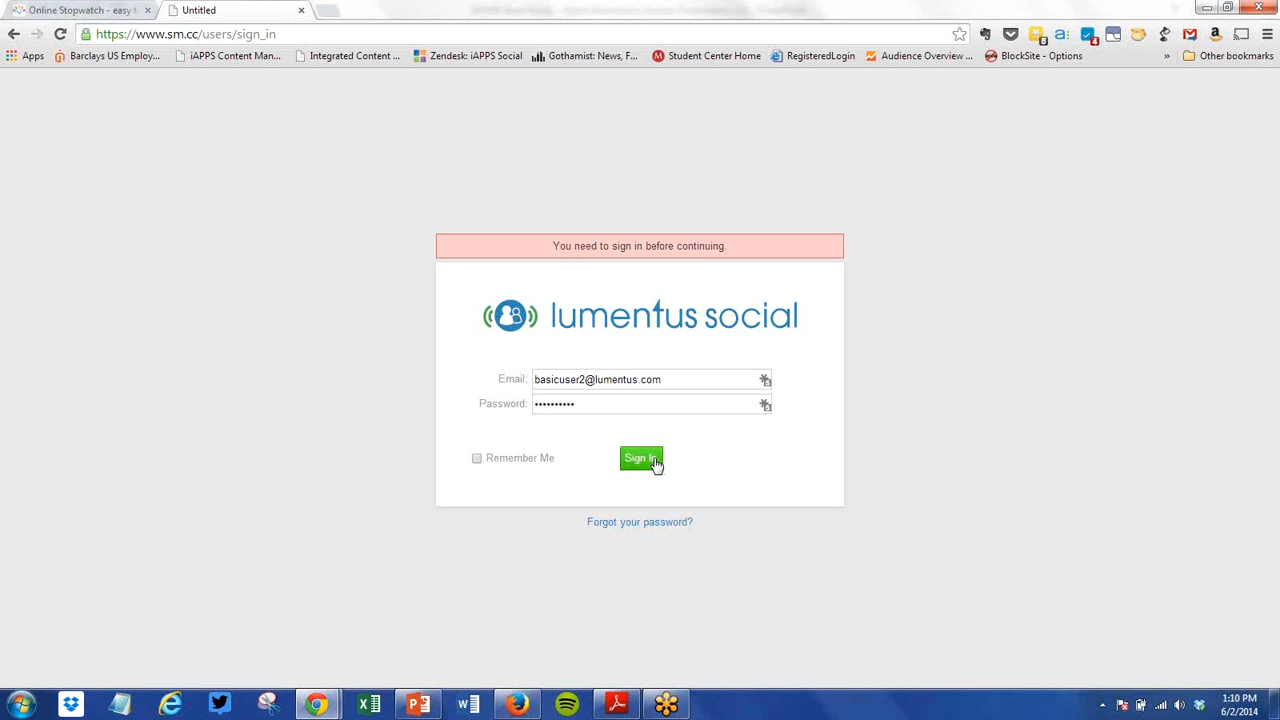 Online Stopwatch - easy t
Untitled
https://www.sm.cc/users/sign_in
Apps
Barclays US Employ...
iAPPS Content Man...
Integrated Content ...
Zendesk: iAPPS Social
Gothamist: News, F...
Student Center Home
RegisteredLogin
Audience Overview ...
BlockSite - Options
»
Other bookmarks
You need to sign in before continuing.
lumentus social
Email:
basicuser2@lumentus.com
Password:
••••••••••
Remember Me
Sign In
Forgot your password?
1:10 PM
6/2/2014